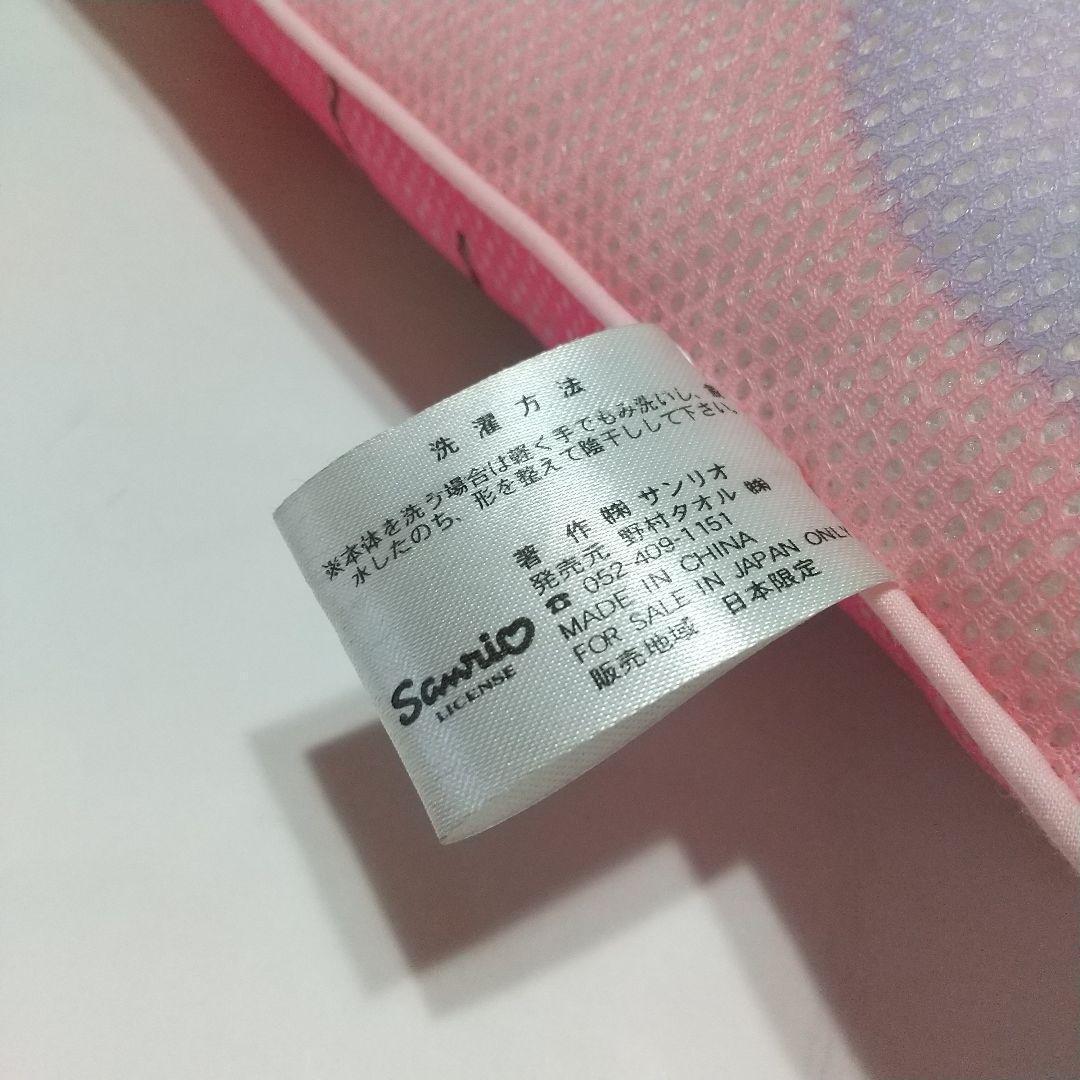 洗濯方法
※本体を洗う場合は軽く手でもみ洗いし、
水したのち、形を整えて陰干しして下さい。
著作 ㈱サンリオ
発売元 野村タオル㈱
☎ 052-409-1151
MADE IN CHINA
FOR SALE IN JAPAN ONLY
販売地域 日本限定
Sanrio
LICENSE